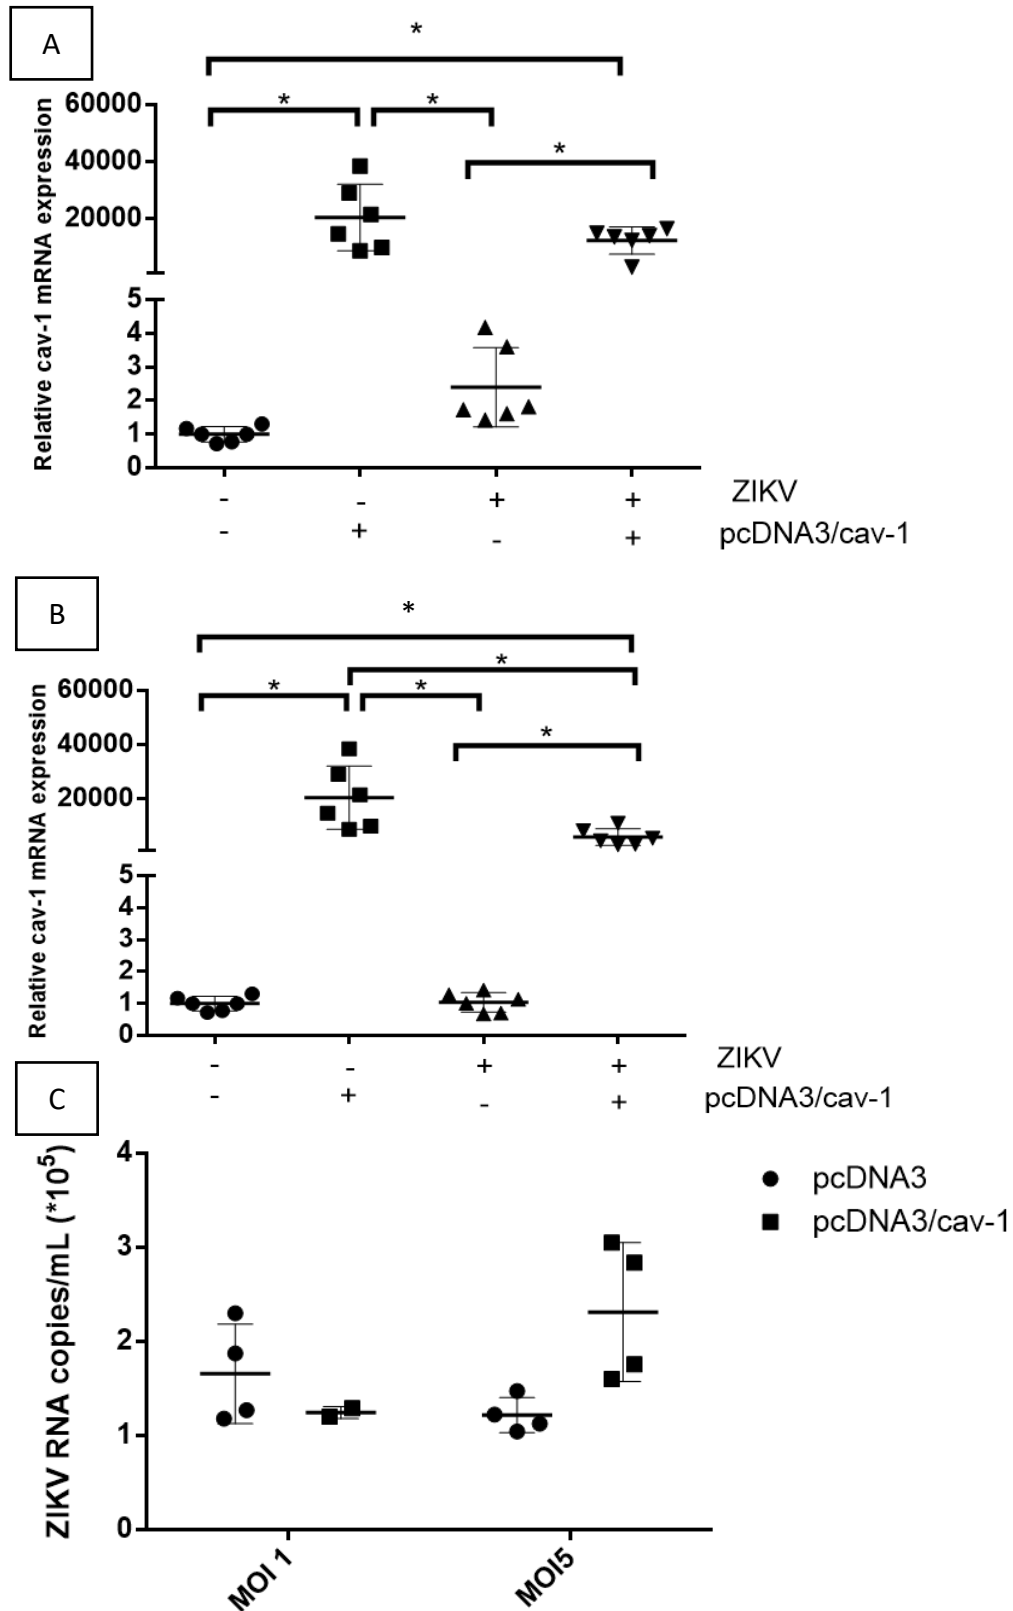 A
*
* *
*
Relative cav-1 mRNA expression
60000
40000
20000
5
4
3
2
1
0
- - + + ZIKV
- + - + pcDNA3/cav-1
B
*
*
* *
*
Relative cav-1 mRNA expression
60000
40000
20000
5
4
3
2
1
0
- - + + ZIKV
- + - + pcDNA3/cav-1
C
ZIKV RNA copies/mL (*10⁵)
4
3
2
1
0
pcDNA3
pcDNA3/cav-1
MOI 1
MOI5